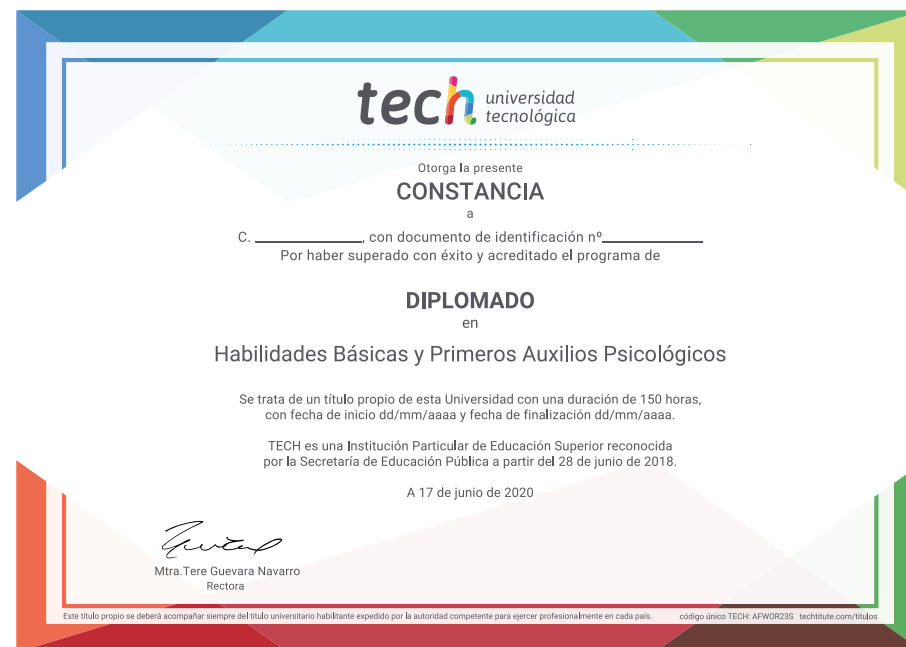 tech universidad
tecnológica
Otorga la presente
CONSTANCIA
a
C. ______________, con documento de identificación nº_____________
Por haber superado con éxito y acreditado el programa de
DIPLOMADO
en
Habilidades Básicas y Primeros Auxilios Psicológicos
Se trata de un título propio de esta Universidad con una duración de 150 horas,
con fecha de inicio dd/mm/aaaa y fecha de finalización dd/mm/aaaa.
TECH es una Institución Particular de Educación Superior reconocida
por la Secretaría de Educación Pública a partir del 28 de junio de 2018.
A 17 de junio de 2020
Mtra.Tere Guevara Navarro
Rectora
Este título propio se deberá acompañar siempre del título universitario habilitante expedido por la autoridad competente para ejercer profesionalmente en cada país. código único TECH: AFWOR23S techtitute.com/titulos